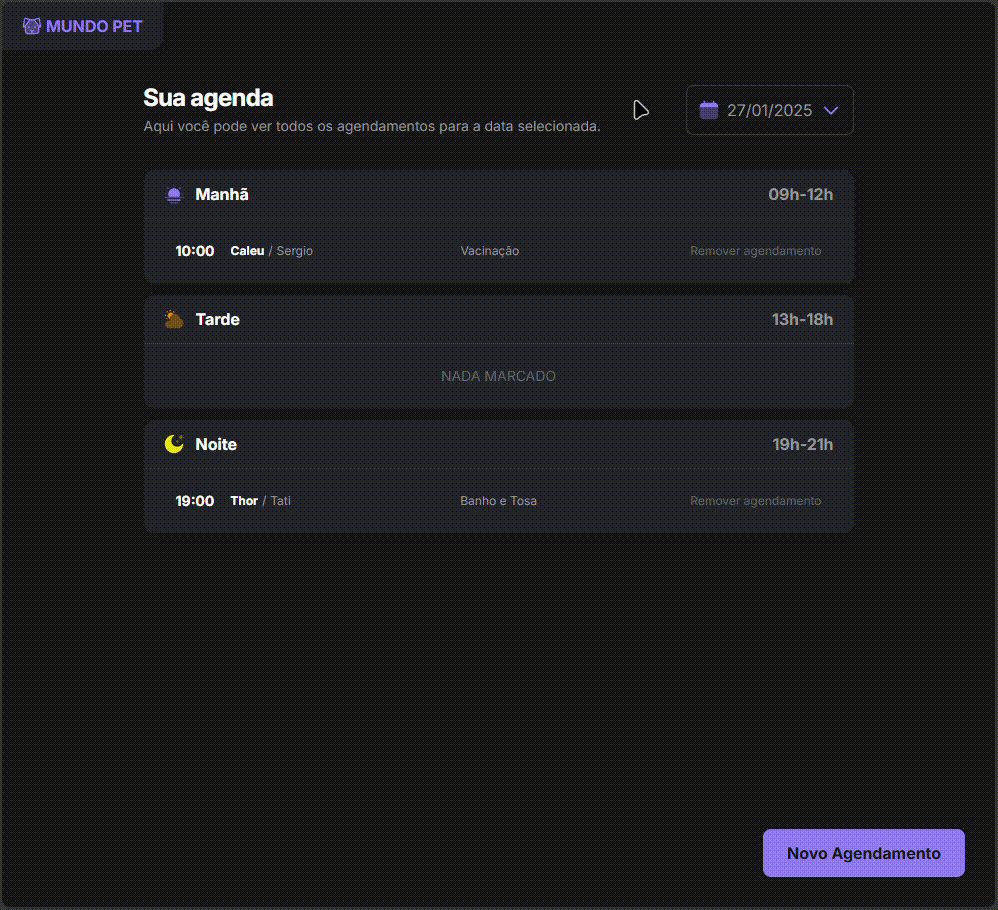 MUNDO PET
Sua agenda
Aqui você pode ver todos os agendamentos para a data selecionada.
27/01/2025
Manhã 09h-12h
10:00 Caleu / Sergio Vacinação Remover agendamento
Tarde 13h-18h
NADA MARCADO
Noite 19h-21h
19:00 Thor / Tati Banho e Tosa Remover agendamento
Novo Agendamento